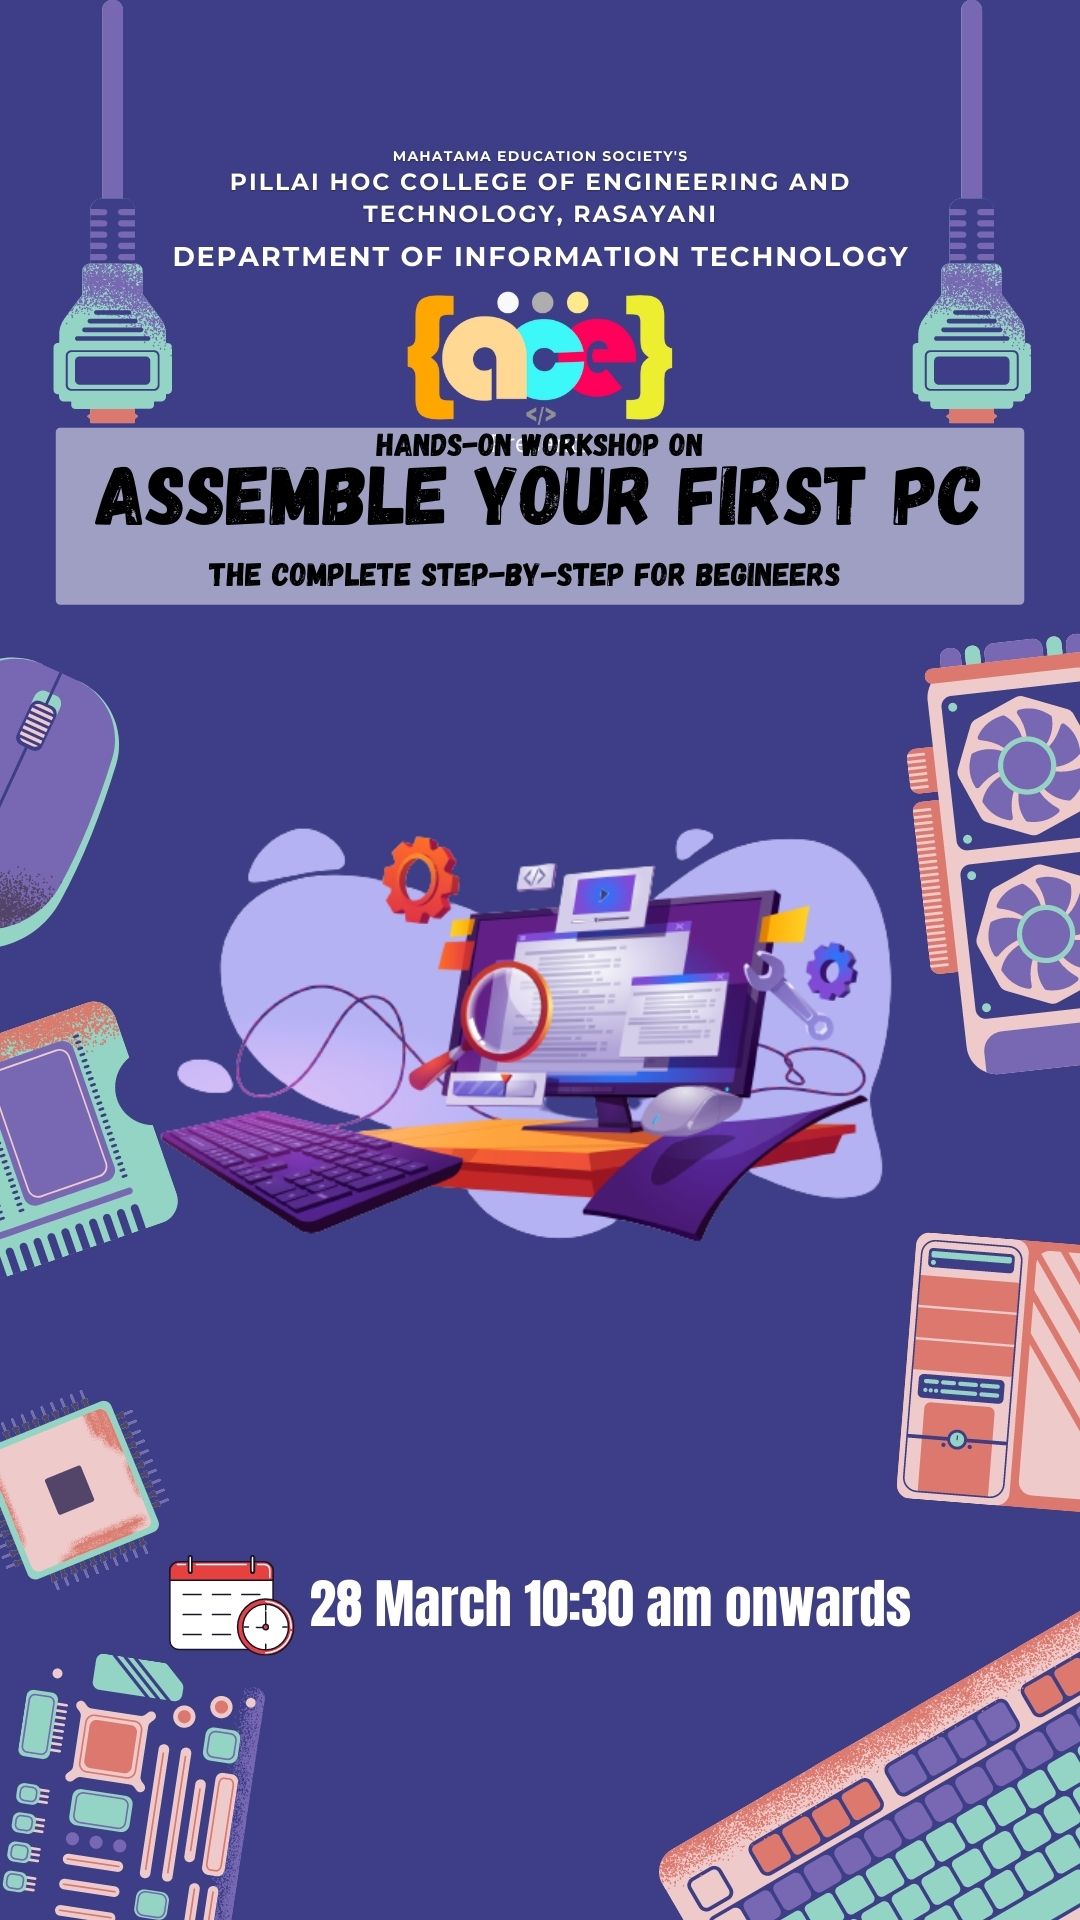 MAHATAMA EDUCATION SOCIETY'S
PILLAI HOC COLLEGE OF ENGINEERING AND
TECHNOLOGY, RASAYANI
DEPARTMENT OF INFORMATION TECHNOLOGY
{ace}
</>
HANDS-ON WORKSHOP ON
ASSEMBLE YOUR FIRST PC
THE COMPLETE STEP-BY-STEP FOR BEGINEERS
</>
28 March 10:30 am onwards